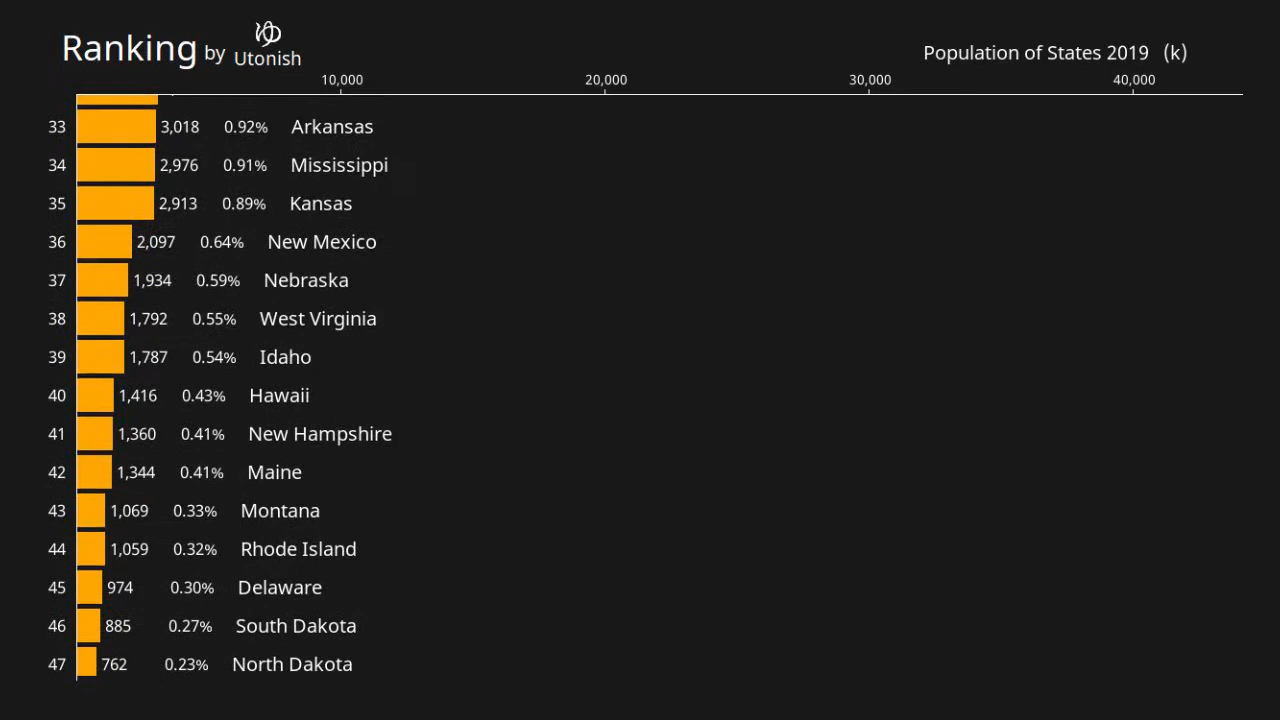 Ranking by Utonish
Population of States 2019 (k)
10,000 20,000 30,000 40,000
33 3,018 0.92% Arkansas
34 2,976 0.91% Mississippi
35 2,913 0.89% Kansas
36 2,097 0.64% New Mexico
37 1,934 0.59% Nebraska
38 1,792 0.55% West Virginia
39 1,787 0.54% Idaho
40 1,416 0.43% Hawaii
41 1,360 0.41% New Hampshire
42 1,344 0.41% Maine
43 1,069 0.33% Montana
44 1,059 0.32% Rhode Island
45 974 0.30% Delaware
46 885 0.27% South Dakota
47 762 0.23% North Dakota